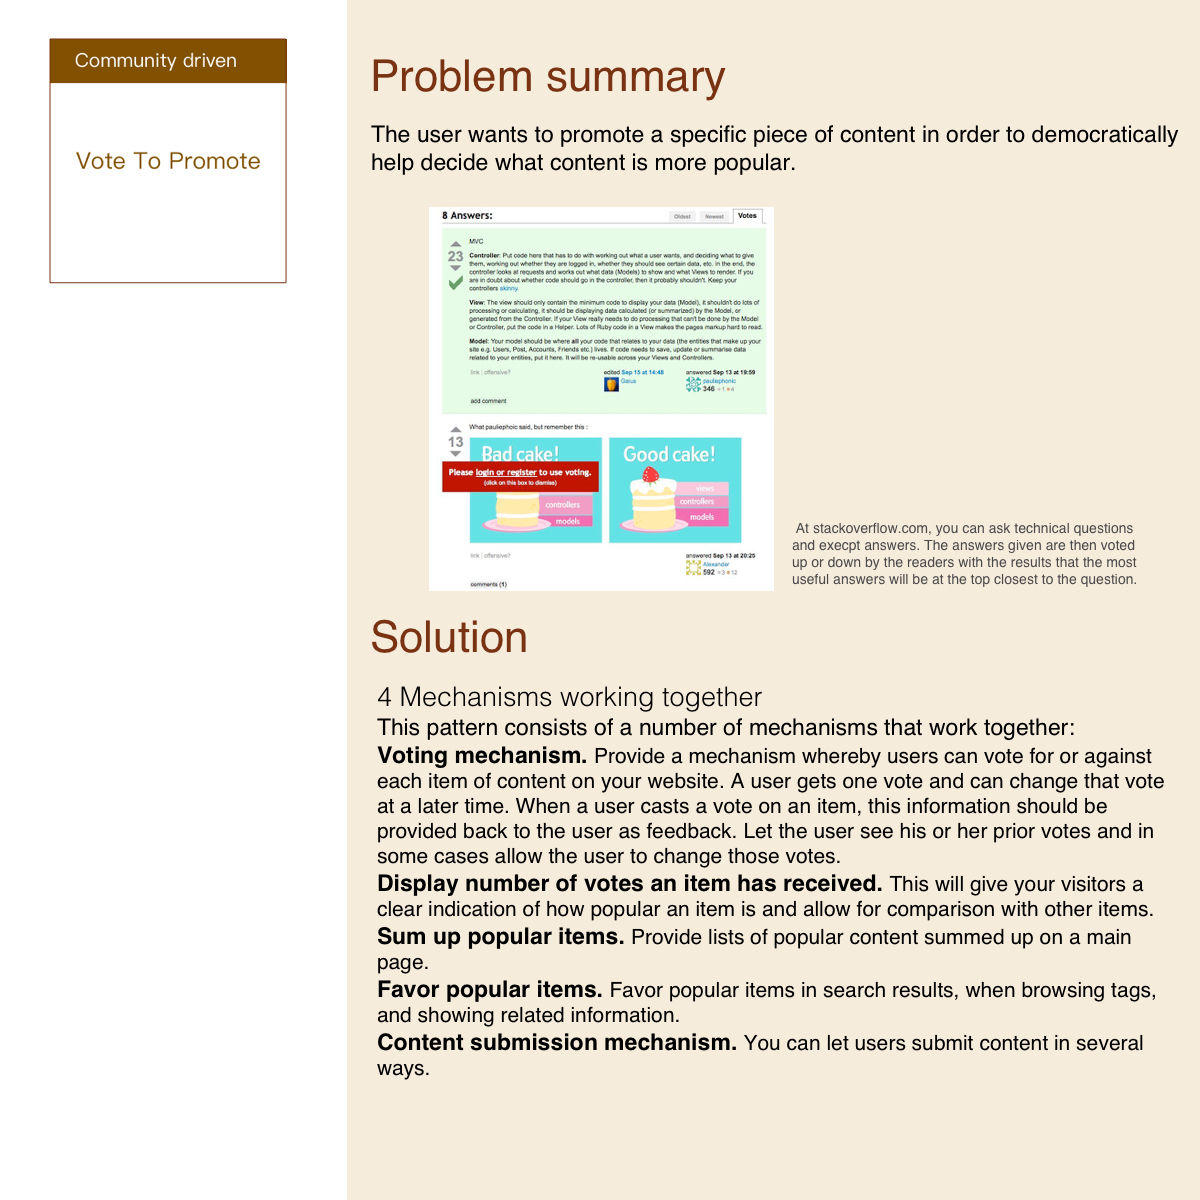 Community driven
Vote To Promote
Problem summary
The user wants to promote a specific piece of content in order to democratically
help decide what content is more popular.
8 Answers:
Oldest
Newest
Votes
23
MVC
Controller: Put code here that has to do with working out what a user wants, and deciding what to give
them, working out whether they are logged in, whether they should see certain data, etc. In the end, the
controller looks at requests and works out what data (Models) to show and what Views to render. If you
are in doubt about whether code should go in the controller, then it probably shouldn't. Keep your
controllers skinny.
View: The view should only contain the minimum code to display your data (Model), it shouldn't do lots of
processing or calculating, it should be displaying data calculated (or summarized) by the Model, or
generated from the Controller. If your View really needs to do processing that can't be done by the Model
or Controller, put the code in a Helper. Lots of Ruby code in a View makes the pages markup hard to read.
Model: Your model should be where all your code that relates to your data (the entities that make up your
site e.g. Users, Post, Accounts, Friends etc.) lives. If code needs to save, update or summarise data
related to your entities, put it here. It will be re-usable across your Views and Controllers.
link | offensive?
edited Sep 15 at 14:48
Gaius
answered Sep 13 at 19:59
pauliephonic
346 1 4
add comment
13
What pauliephoic said, but remember this :
Bad cake!
Please login or register to use voting.
(click on this box to dismiss)
controllers
models
Good cake!
views
controllers
models
link | offensive?
answered Sep 13 at 20:25
Alexander
592 3 12
comments (1)
At stackoverflow.com, you can ask technical questions
and execpt answers. The answers given are then voted
up or down by the readers with the results that the most
useful answers will be at the top closest to the question.
Solution
4 Mechanisms working together
This pattern consists of a number of mechanisms that work together:
Voting mechanism. Provide a mechanism whereby users can vote for or against
each item of content on your website. A user gets one vote and can change that vote
at a later time. When a user casts a vote on an item, this information should be
provided back to the user as feedback. Let the user see his or her prior votes and in
some cases allow the user to change those votes.
Display number of votes an item has received. This will give your visitors a
clear indication of how popular an item is and allow for comparison with other items.
Sum up popular items. Provide lists of popular content summed up on a main
page.
Favor popular items. Favor popular items in search results, when browsing tags,
and showing related information.
Content submission mechanism. You can let users submit content in several
ways.